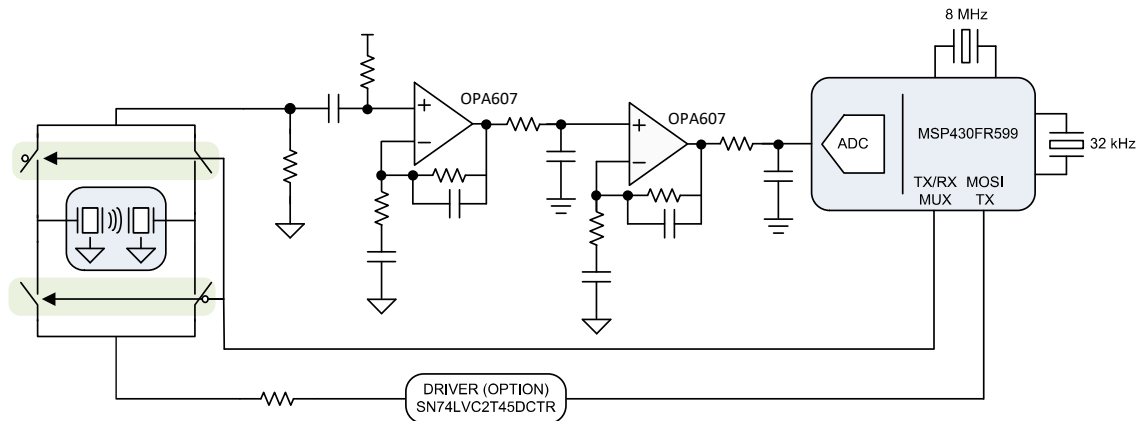 8 MHz
OPA607
OPA607
ADC
MSP430FR599
32 kHz
TX/RX
MUX
MOSI
TX
DRIVER (OPTION)
SN74LVC2T45DCTR